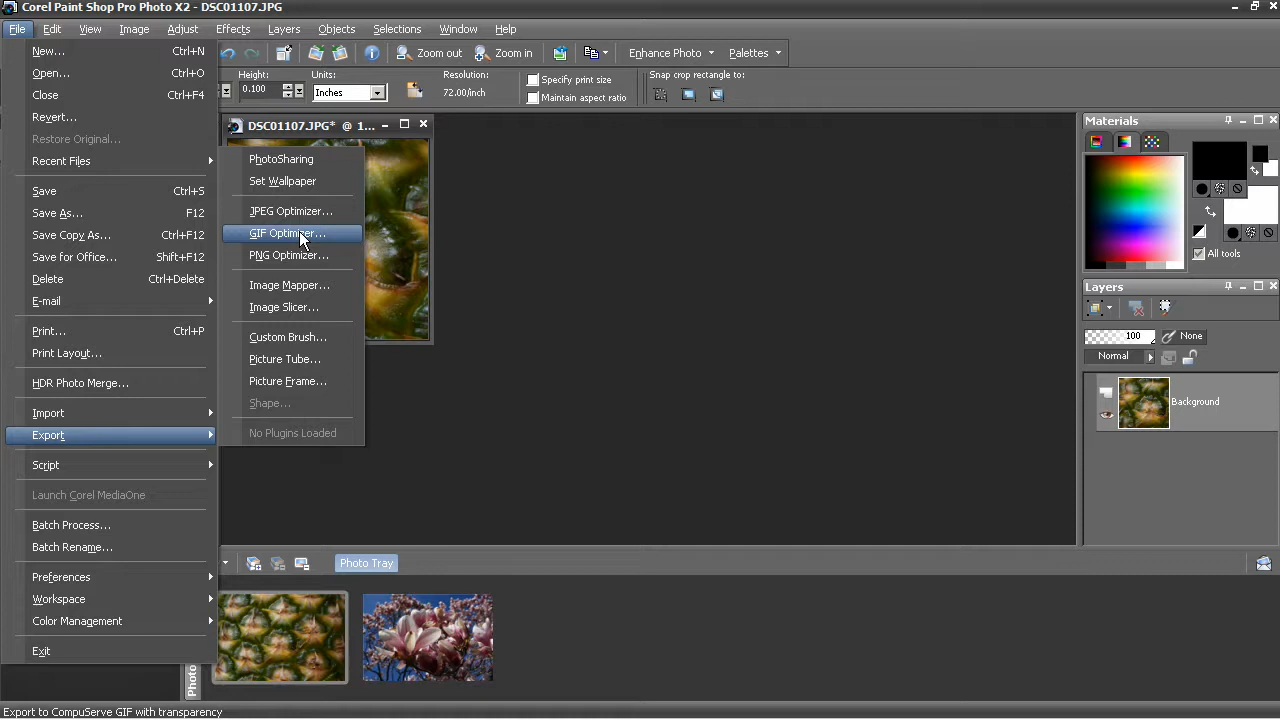 Corel Paint Shop Pro Photo X2 - DSC01107.JPG
File Edit View Image Adjust Effects Layers Objects Selections Window Help
Zoom out Zoom in Enhance Photo Palettes
Height: Units: Resolution: Specify print size Snap crop rectangle to:
0.100 Inches 72.00/inch Maintain aspect ratio
New... Ctrl+N
Open... Ctrl+O
Close Ctrl+F4
Revert...
Restore Original...
Recent Files
Save Ctrl+S
Save As... F12
Save Copy As... Ctrl+F12
Save for Office... Shift+F12
Delete Ctrl+Delete
E-mail
Print... Ctrl+P
Print Layout...
HDR Photo Merge...
Import
Export
Script
Launch Corel MediaOne
Batch Process...
Batch Rename...
Preferences
Workspace
Color Management
Exit
DSC01107.JPG* @ 1...
PhotoSharing
Set Wallpaper
JPEG Optimizer...
GIF Optimizer...
PNG Optimizer...
Image Mapper...
Image Slicer...
Custom Brush...
Picture Tube...
Picture Frame...
Shape...
No Plugins Loaded
Materials
All tools
Layers
100 None
Normal
Background
Photo Tray
Photo
Export to CompuServe GIF with transparency